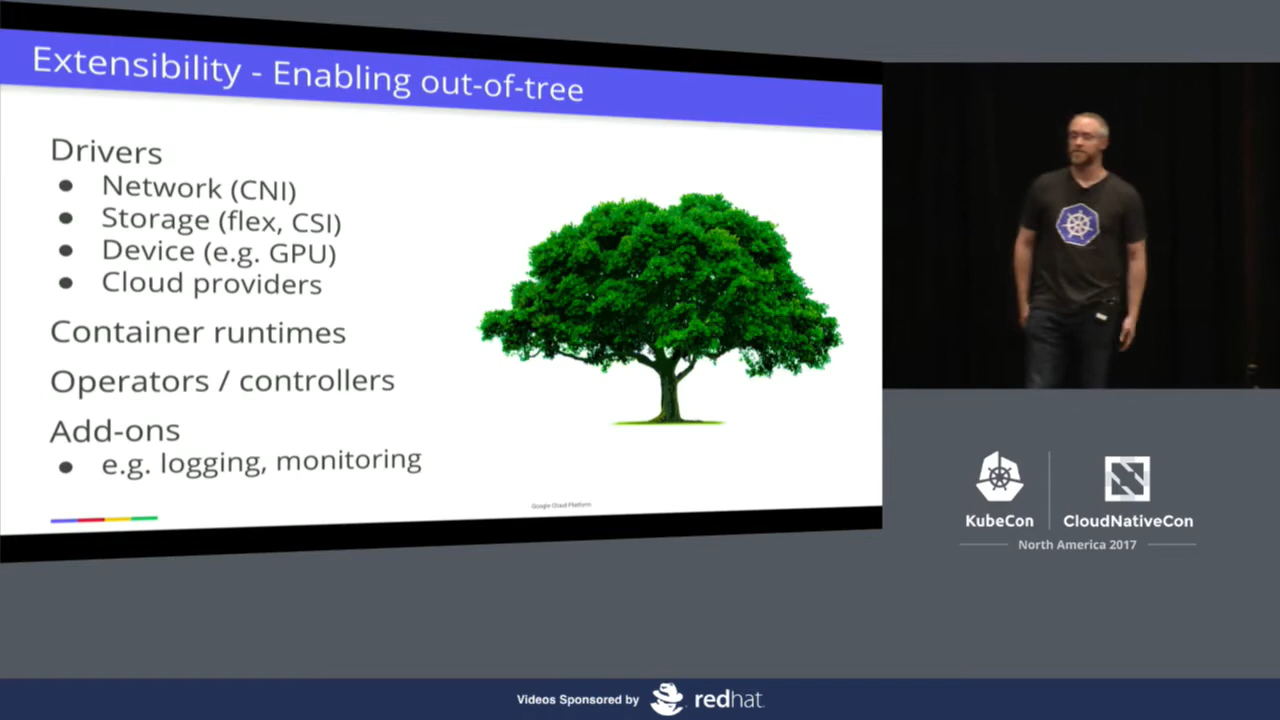 Extensibility - Enabling out-of-tree
Drivers
● Network (CNI)
● Storage (flex, CSI)
● Device (e.g. GPU)
● Cloud providers
Container runtimes
Operators / controllers
Add-ons
● e.g. logging, monitoring
Google Cloud Platform
KubeCon
CloudNativeCon
North America 2017
Videos Sponsored by
redhat.